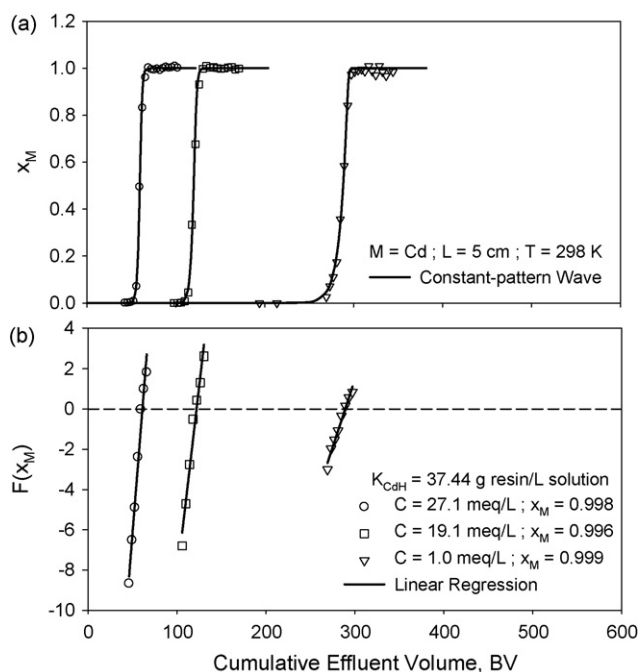 (a)
1.0
0.8
0.6
0.4
0.2
0.0
x_M
M = Cd ; L = 5 cm ; T = 298 K
Constant-pattern Wave
(b)
4
2
0
-2
-4
-6
-8
-10
F(x_M)
K_CdH = 37.44 g resin/L solution
C = 27.1 meq/L ; x_M = 0.998
C = 19.1 meq/L ; x_M = 0.996
C = 1.0 meq/L ; x_M = 0.999
Linear Regression
0 100 200 300 400 500 600
Cumulative Effluent Volume, BV